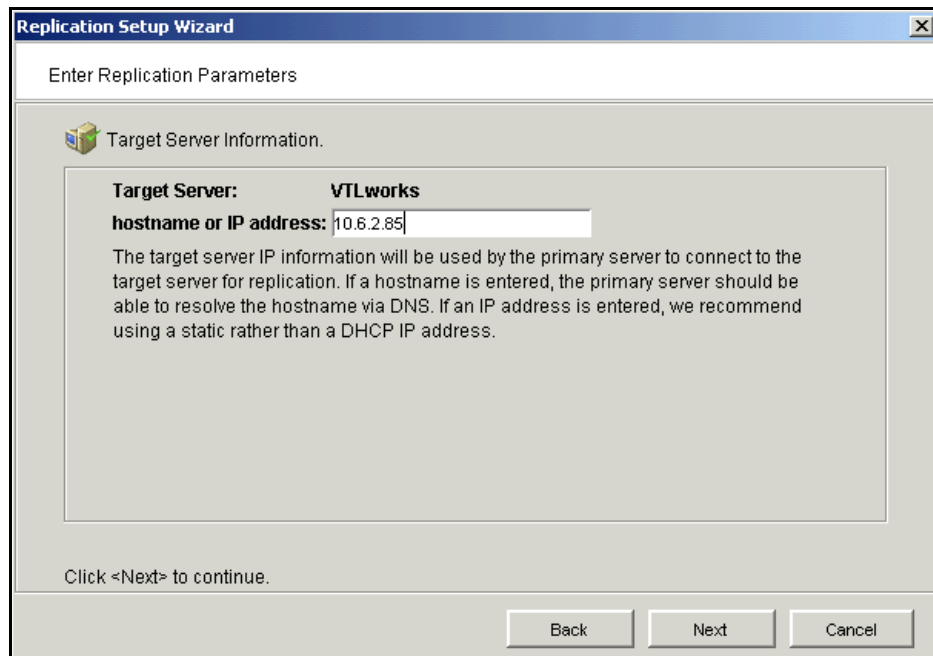 Replication Setup Wizard
Enter Replication Parameters
Target Server Information.
Target Server: VTLworks
hostname or IP address: 10.6.2.85
The target server IP information will be used by the primary server to connect to the
target server for replication. If a hostname is entered, the primary server should be
able to resolve the hostname via DNS. If an IP address is entered, we recommend
using a static rather than a DHCP IP address.
Click <Next> to continue.
Back Next Cancel